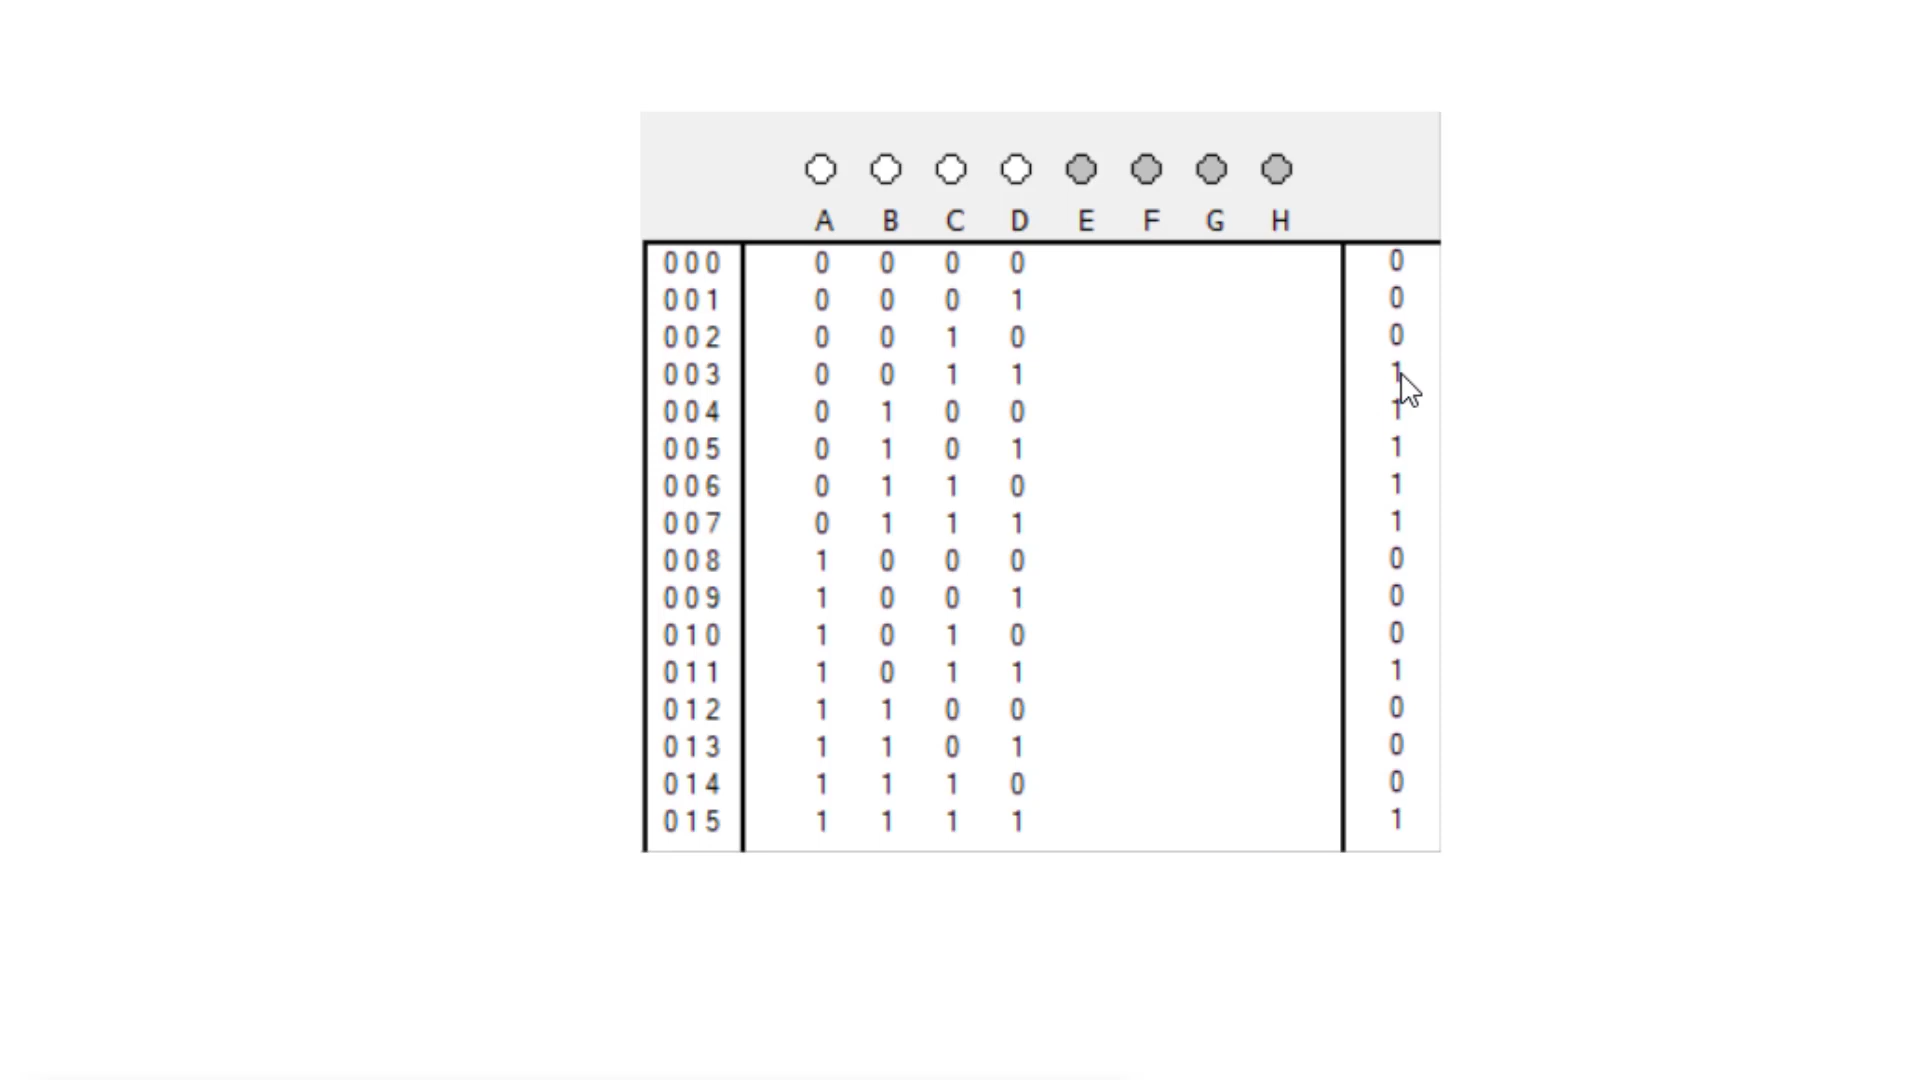 A B C D E F G H
000 0 0 0 0 0
001 0 0 0 1 0
002 0 0 1 0 0
003 0 0 1 1 1
004 0 1 0 0 1
005 0 1 0 1 1
006 0 1 1 0 1
007 0 1 1 1 1
008 1 0 0 0 0
009 1 0 0 1 0
010 1 0 1 0 0
011 1 0 1 1 1
012 1 1 0 0 0
013 1 1 0 1 0
014 1 1 1 0 0
015 1 1 1 1 1